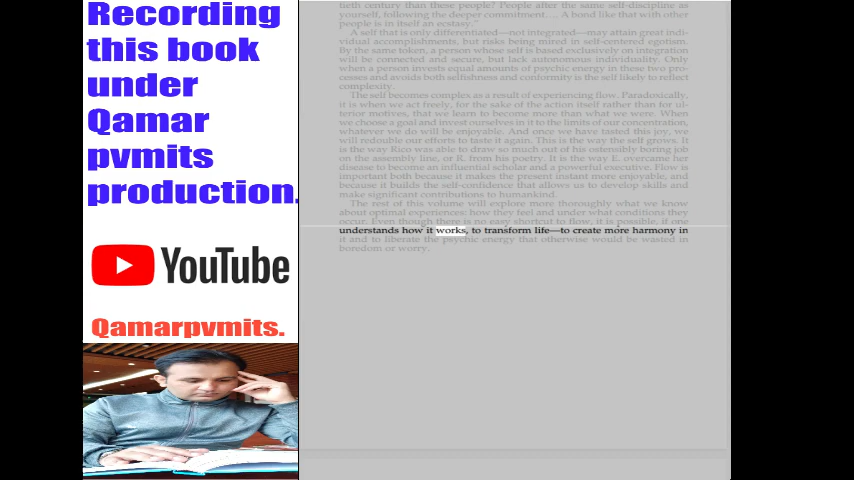 Recording
this book
under
Qamar
pvmits
production.
YouTube
Qamarpvmits.
tieth century than these people? People after the same self-discipline as
yourself, following the deeper commitment.... A bond like that with other
people is in itself an ecstasy."
A self that is only differentiated—not integrated—may attain great indi-
vidual accomplishments, but risks being mired in self-centered egotism.
By the same token, a person whose self is based exclusively on integration
will be connected and secure, but lack autonomous individuality. Only
when a person invests equal amounts of psychic energy in these two pro-
cesses and avoids both selfishness and conformity is the self likely to reflect
complexity.
The self becomes complex as a result of experiencing flow. Paradoxically,
it is when we act freely, for the sake of the action itself rather than for ul-
terior motives, that we learn to become more than what we were. When
we choose a goal and invest ourselves in it to the limits of our concentration,
whatever we do will be enjoyable. And once we have tasted this joy, we
will redouble our efforts to taste it again. This is the way the self grows. It
is the way Rico was able to draw so much out of his ostensibly boring job
on the assembly line, or R. from his poetry. It is the way E. overcame her
disease to become an influential scholar and a powerful executive. Flow is
important both because it makes the present instant more enjoyable, and
because it builds the self-confidence that allows us to develop skills and
make significant contributions to humankind.
The rest of this volume will explore more thoroughly what we know
about optimal experiences: how they feel and under what conditions they
occur. Even though there is no easy shortcut to flow, it is possible, if one
understands how it works, to transform life—to create more harmony in
it and to liberate the psychic energy that otherwise would be wasted in
boredom or worry.